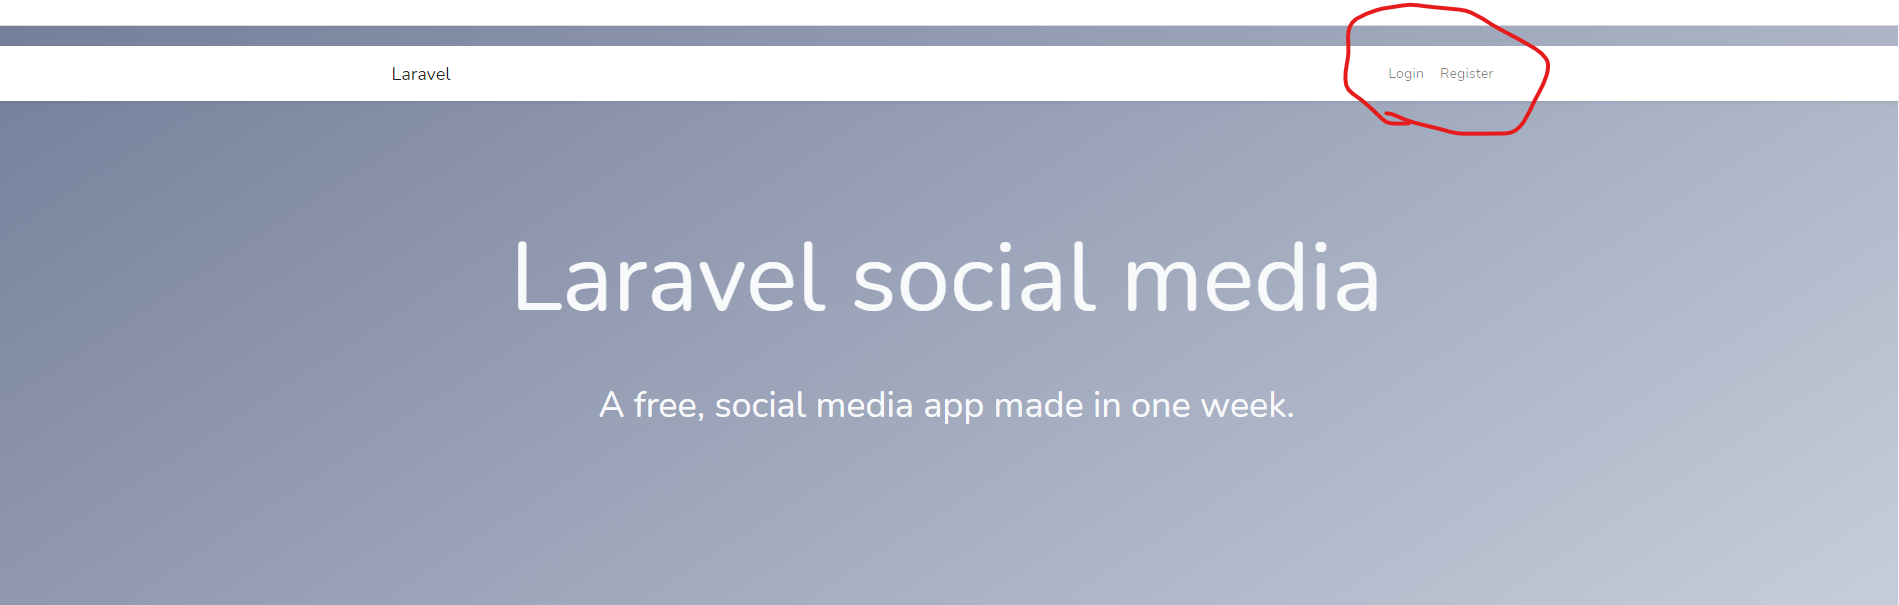 Laravel Login Register
Laravel social media
A free, social media app made in one week.